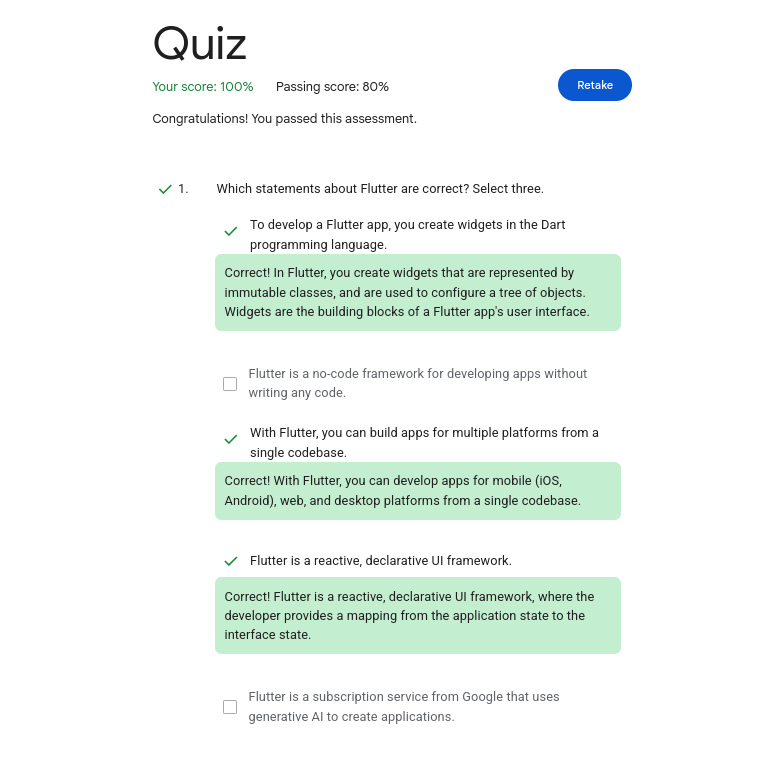 Quiz
Your score: 100% Passing score: 80%
Retake
Congratulations! You passed this assessment.
1. Which statements about Flutter are correct? Select three.
To develop a Flutter app, you create widgets in the Dart
programming language.
Correct! In Flutter, you create widgets that are represented by
immutable classes, and are used to configure a tree of objects.
Widgets are the building blocks of a Flutter app's user interface.
Flutter is a no-code framework for developing apps without
writing any code.
With Flutter, you can build apps for multiple platforms from a
single codebase.
Correct! With Flutter, you can develop apps for mobile (iOS,
Android), web, and desktop platforms from a single codebase.
Flutter is a reactive, declarative UI framework.
Correct! Flutter is a reactive, declarative UI framework, where the
developer provides a mapping from the application state to the
interface state.
Flutter is a subscription service from Google that uses
generative AI to create applications.